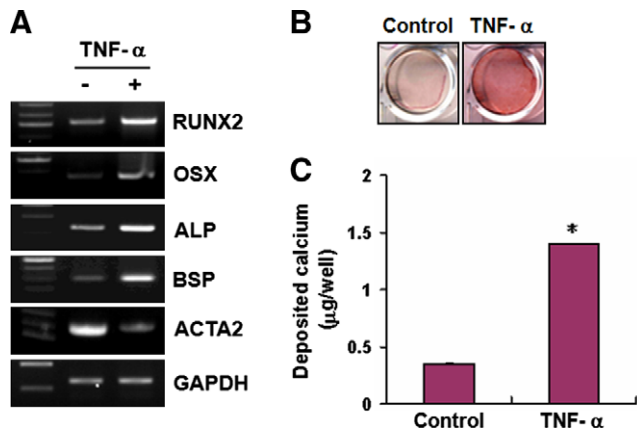 A
TNF- α
- +
RUNX2
OSX
ALP
BSP
ACTA2
GAPDH
B
Control TNF- α
C
Deposited calcium
(μg/well)
2
1.5
1
0.5
0
*
Control TNF- α